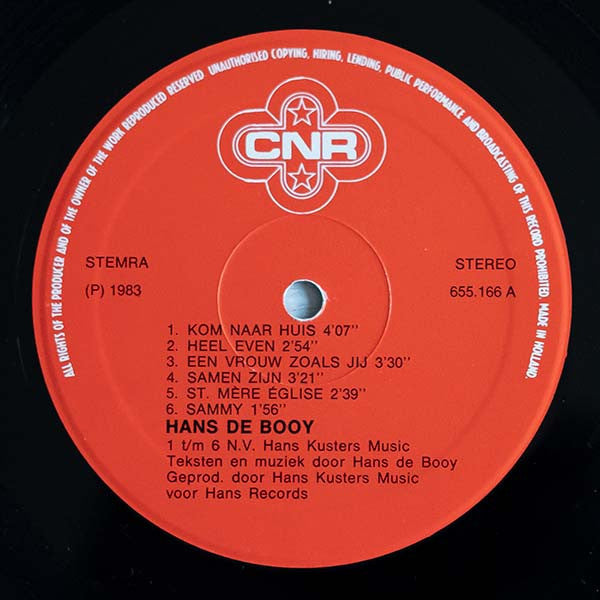 ALL RIGHTS OF THE PRODUCER AND OF THE OWNER OF THE WORK REPRODUCED RESERVED UNAUTHORISED COPYING, HIRING, LENDING, PUBLIC PERFORMANCE AND BROADCASTING OF THIS RECORD PROHIBITED. MADE IN HOLLAND.
CNR
STEMRA
STEREO
(P) 1983
655.166 A
1. KOM NAAR HUIS 4'07''
2. HEEL EVEN 2'54''
3. EEN VROUW ZOALS JIJ 3'30''
4. SAMEN ZIJN 3'21''
5. ST. MÈRE ÉGLISE 2'39''
6. SAMMY 1'56''
HANS DE BOOY
1 t/m 6 N.V. Hans Kusters Music
Teksten en muziek door Hans de Booy
Geprod. door Hans Kusters Music
voor Hans Records